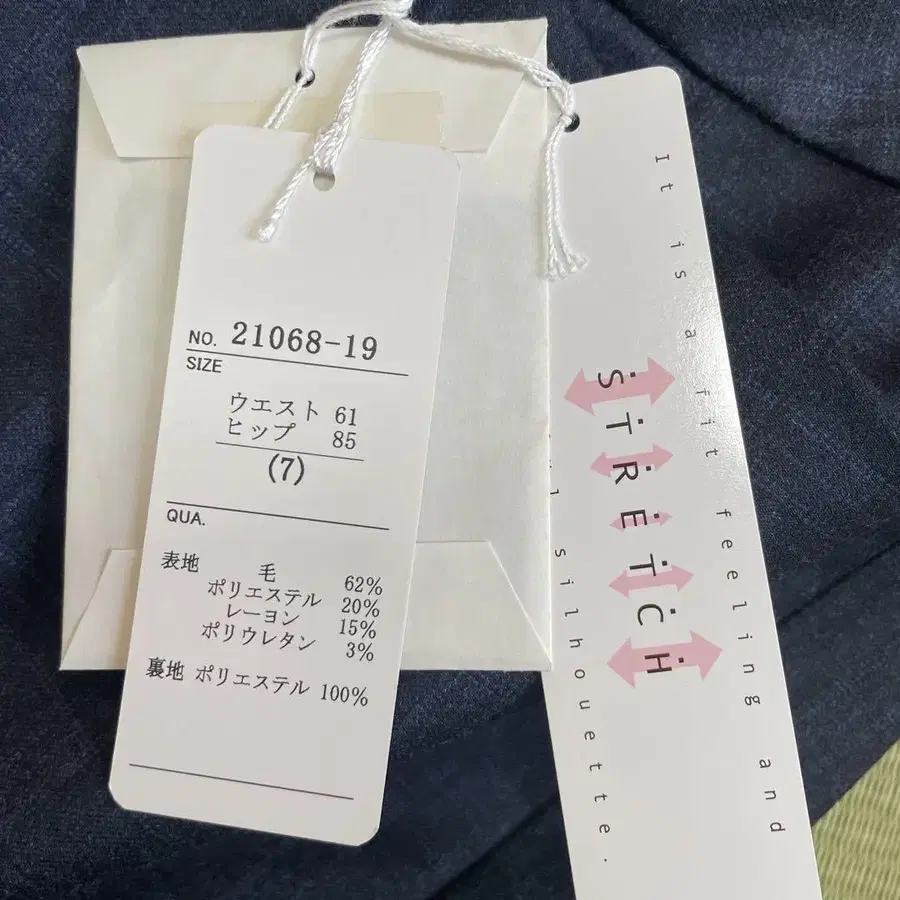 NO. 21068-19
SIZE
ウエスト 61
ヒップ 85
(7)
QUA.
表地 毛 62%
ポリエステル 20%
レーヨン 15%
ポリウレタン 3%
裏地 ポリエステル 100%
It is a fit feeling and
STRETCH
silhouette.